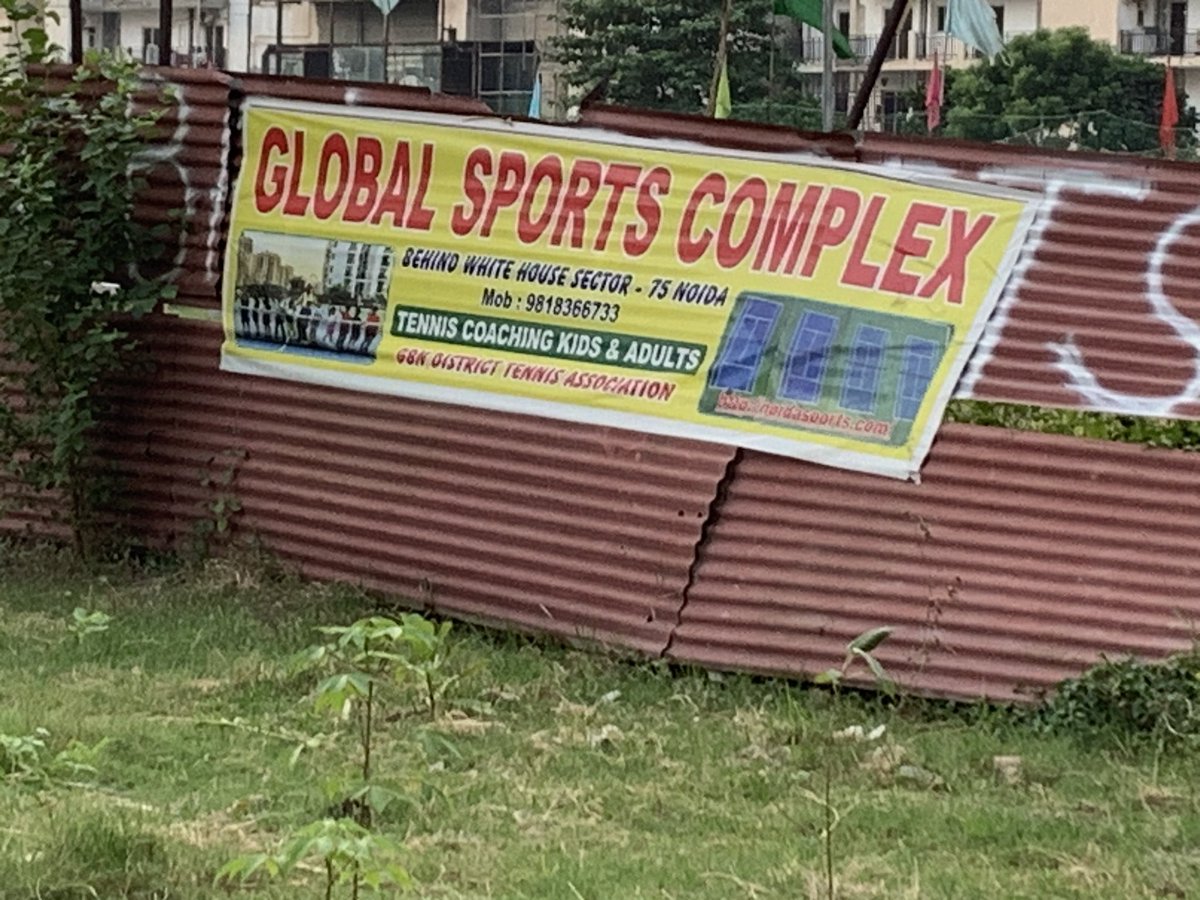 GLOBAL SPORTS COMPLEX
BEHIND WHITE HOUSE SECTOR - 75 NOIDA
Mob : 9818366733
TENNIS COACHING KIDS & ADULTS
GBN DISTRICT TENNIS ASSOCIATION
T.S